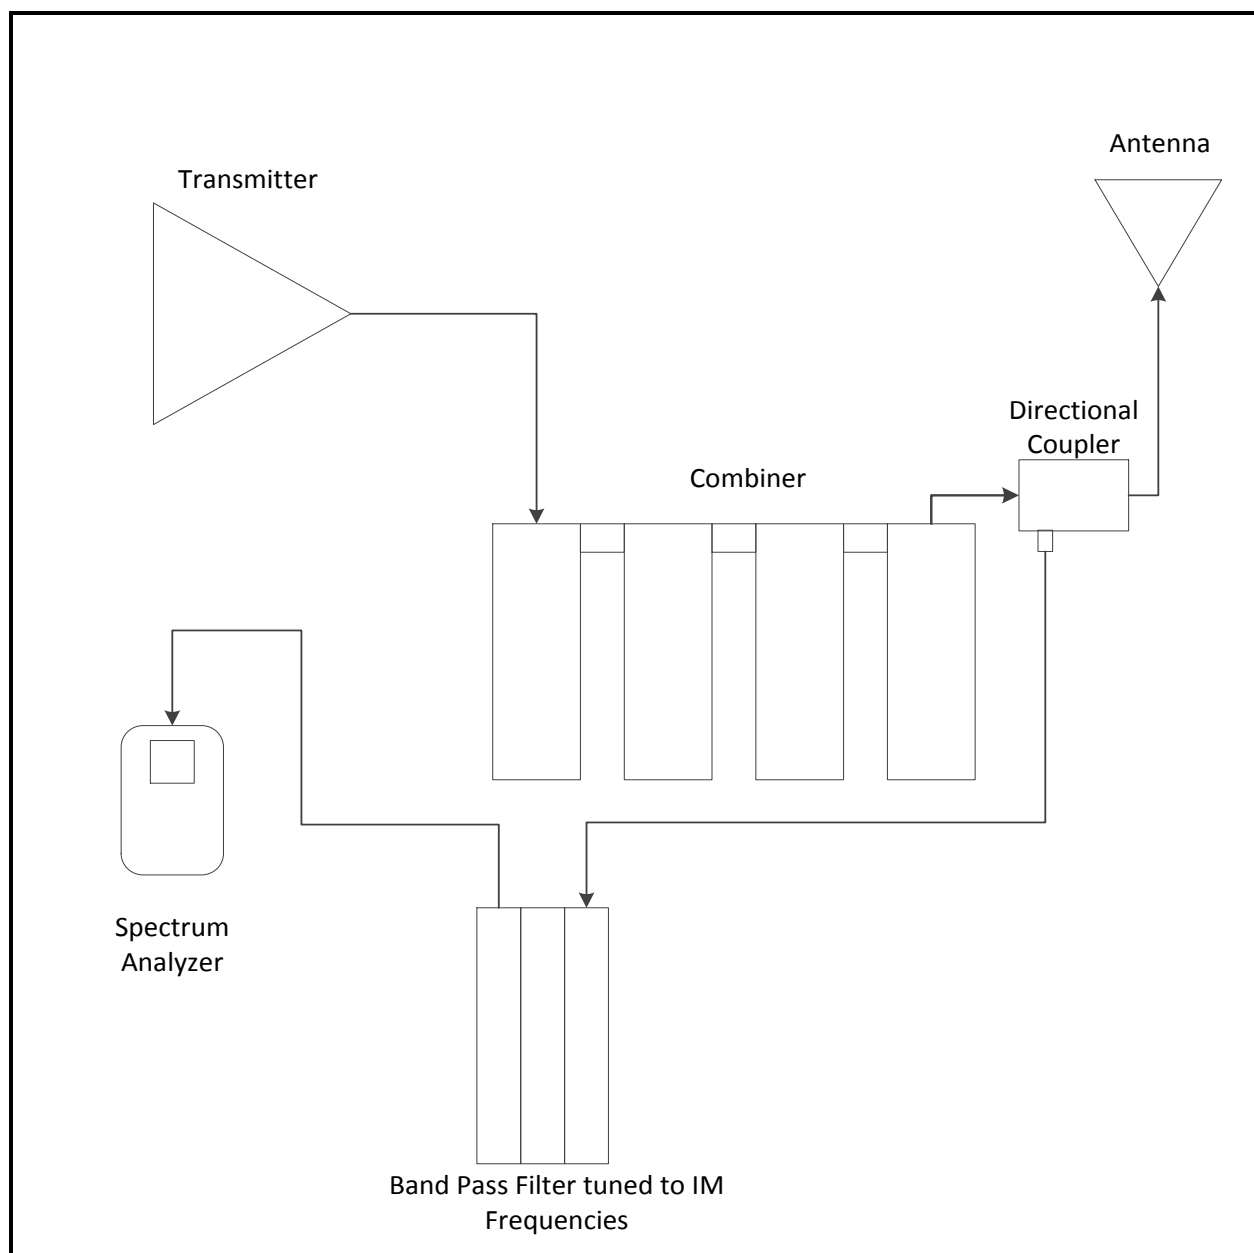 Antenna
Transmitter
Directional
Coupler
Combiner
Spectrum
Analyzer
Band Pass Filter tuned to IM
Frequencies